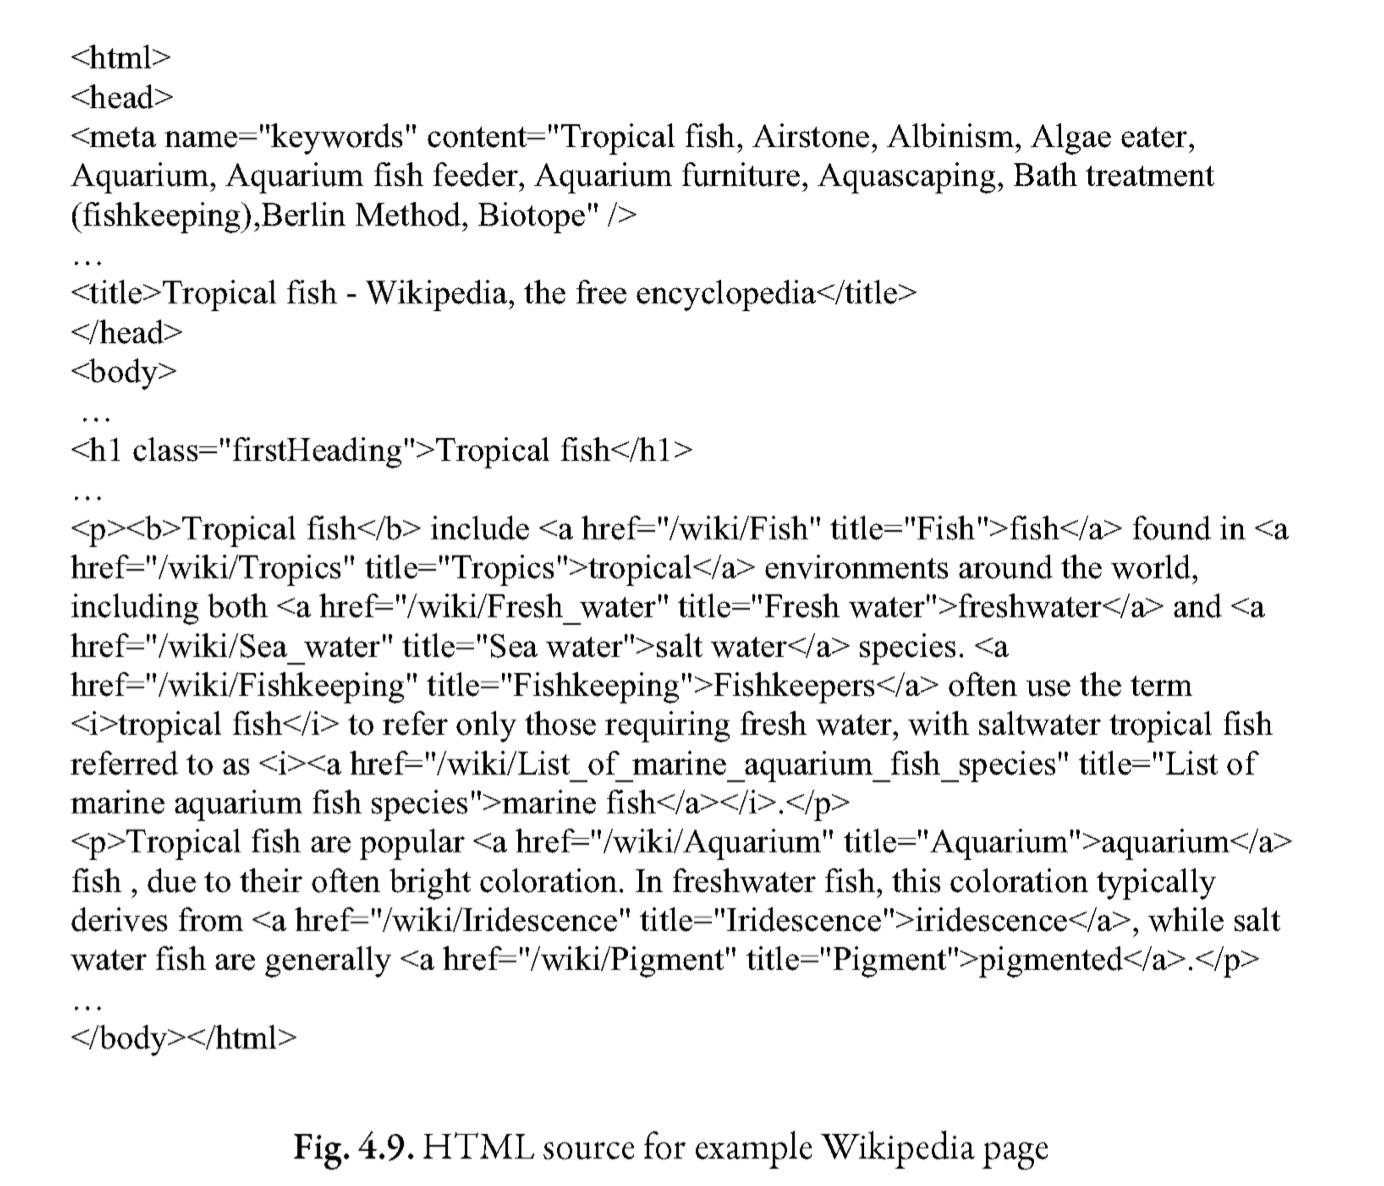 <html>
<head>
<meta name="keywords" content="Tropical fish, Airstone, Albinism, Algae eater,
Aquarium, Aquarium fish feeder, Aquarium furniture, Aquascaping, Bath treatment
(fishkeeping),Berlin Method, Biotope" />
...
<title>Tropical fish - Wikipedia, the free encyclopedia</title>
</head>
<body>
...
<h1 class="firstHeading">Tropical fish</h1>
...
<p><b>Tropical fish</b> include <a href="/wiki/Fish" title="Fish">fish</a> found in <a
href="/wiki/Tropics" title="Tropics">tropical</a> environments around the world,
including both <a href="/wiki/Fresh_water" title="Fresh water">freshwater</a> and <a
href="/wiki/Sea_water" title="Sea water">salt water</a> species. <a
href="/wiki/Fishkeeping" title="Fishkeeping">Fishkeepers</a> often use the term
<i>tropical fish</i> to refer only those requiring fresh water, with saltwater tropical fish
referred to as <i><a href="/wiki/List_of_marine_aquarium_fish_species" title="List of
marine aquarium fish species">marine fish</a></i>.</p>
<p>Tropical fish are popular <a href="/wiki/Aquarium" title="Aquarium">aquarium</a>
fish , due to their often bright coloration. In freshwater fish, this coloration typically
derives from <a href="/wiki/Iridescence" title="Iridescence">iridescence</a>, while salt
water fish are generally <a href="/wiki/Pigment" title="Pigment">pigmented</a>.</p>
...
</body></html>
Fig. 4.9. HTML source for example Wikipedia page